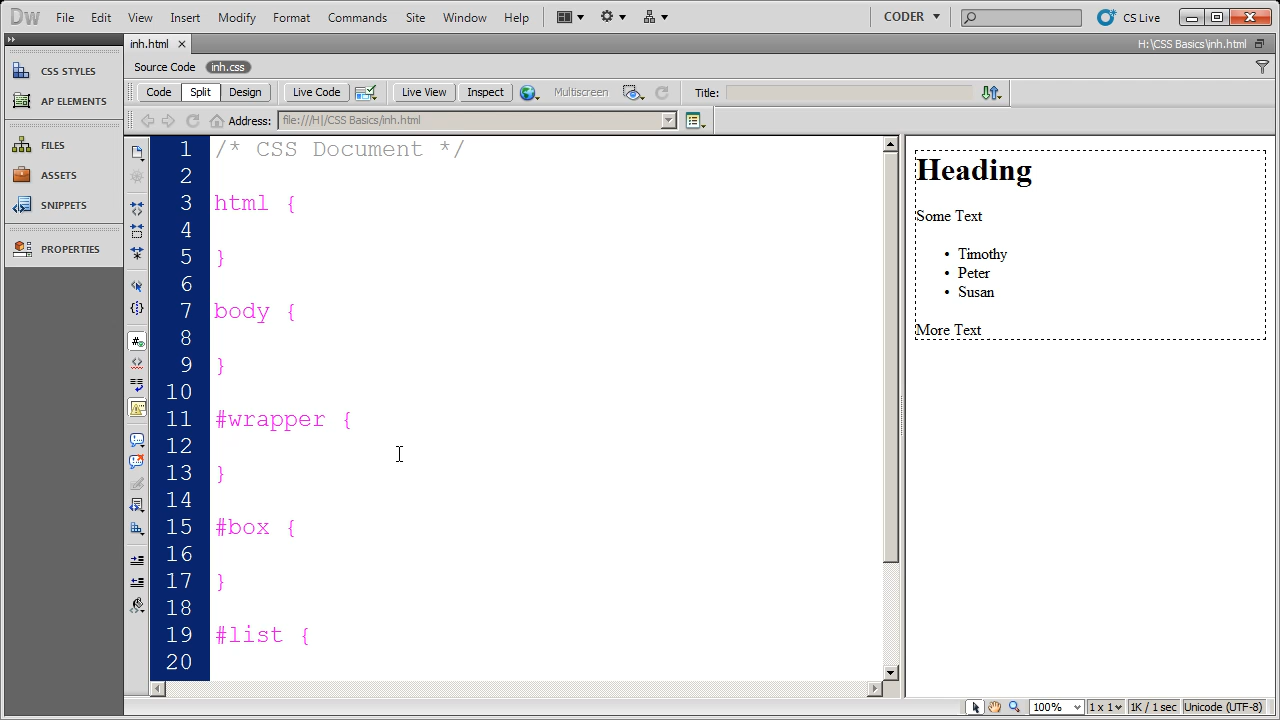 Dw File Edit View Insert Modify Format Commands Site Window Help CODER CS Live
inh.html H:\CSS Basics\inh.html
Source Code inh.css
Code Split Design Live Code Live View Inspect Multiscreen Title:
Address: file:///H|/CSS Basics/inh.html
CSS STYLES
AP ELEMENTS
FILES
ASSETS
SNIPPETS
PROPERTIES
1 /* CSS Document */
2
3 html {
4
5 }
6
7 body {
8
9 }
10
11 #wrapper {
12
13 }
14
15 #box {
16
17 }
18
19 #list {
20
Heading
Some Text
• Timothy
• Peter
• Susan
More Text
100% 1 x 1 1K / 1 sec Unicode (UTF-8)